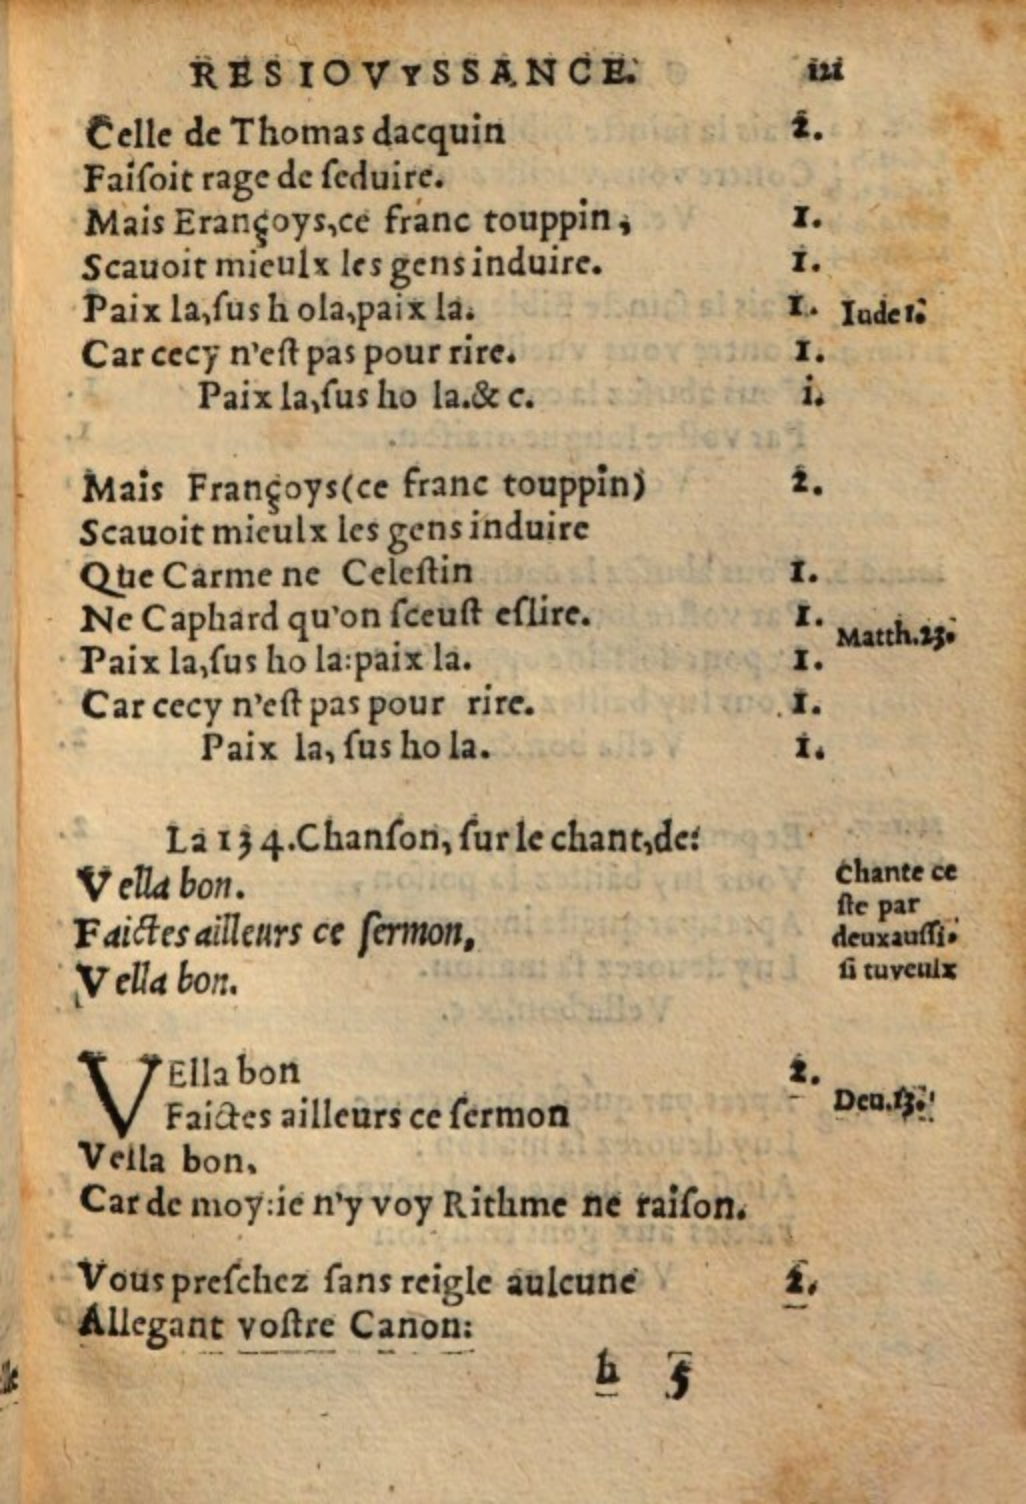 RESIOVySSANCE. iii
Celle de Thomas dacquin 2.
Faiſoit rage de ſeduire.
Mais Erançoys,ce franc touppin, 1.
Scauoit mieulx les gens induire. 1.
Paix la,ſus h ola,paix la. 1. Iude 1.
Car cecy n'eſt pas pour rire. 1.
Paix la,ſus ho la.& c. i.
Mais Françoys(ce franc touppin) 2.
Scauoit mieulx les gens induire
Que Carme ne Celeſtin 1.
Ne Caphard qu'on ſceuſt eſlire. 1. Matth.23.
Paix la,ſus ho la:paix la. 1.
Car cecy n'eſt pas pour rire. 1.
Paix la, ſus ho la. 1.
La 134.Chanſon, ſur le chant,de:
Vella bon.
Faictes ailleurs ce ſermon,
Vella bon.
Chante ce
ſte par
deuxauſſi.
ſi tuveulx
VElla bon 2.
Faictes ailleurs ce ſermon Deu.13.
Vella bon,
Car de moy:ie n'y voy Rithme ne raiſon.
Vous preſchez ſans reigle aulcune 2.
Allegant voſtre Canon:
h 5